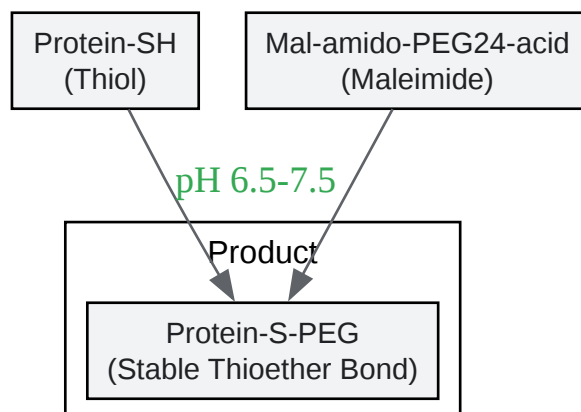 Protein-SH
(Thiol)
Mal-amido-PEG24-acid
(Maleimide)
pH 6.5-7.5
Product
Protein-S-PEG
(Stable Thioether Bond)